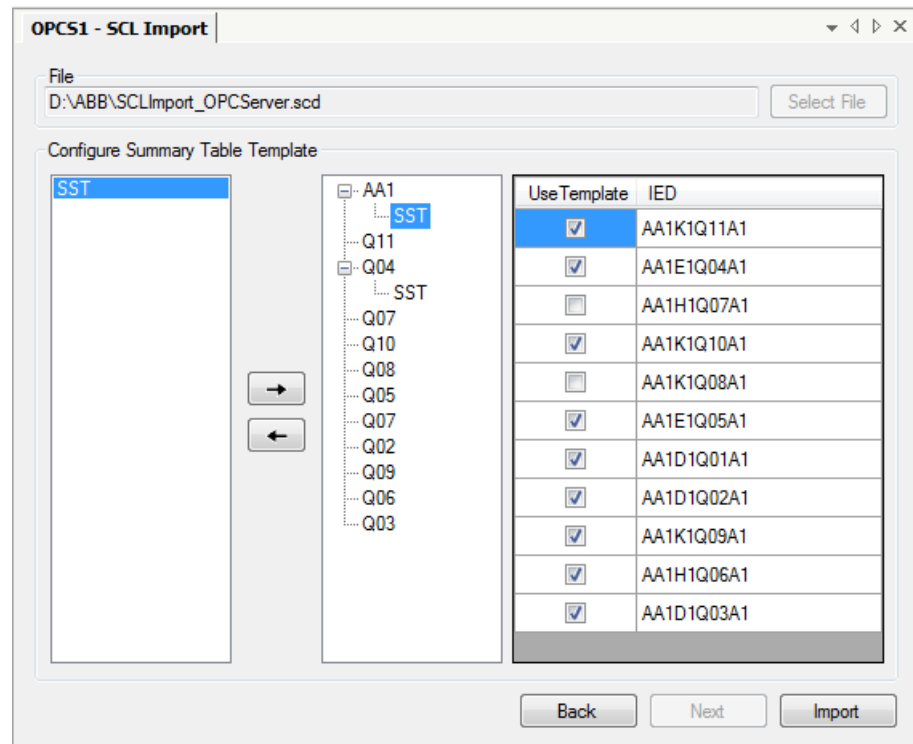 OPCS1 - SCL Import
File
D:\ABB\SCLImport_OPCServer.scd
Select File
Configure Summary Table Template
SST
AA1
SST
Q11
Q04
SST
Q07
Q10
Q08
Q05
Q07
Q02
Q09
Q06
Q03
Use Template IED
AA1K1Q11A1
AA1E1Q04A1
AA1H1Q07A1
AA1K1Q10A1
AA1K1Q08A1
AA1E1Q05A1
AA1D1Q01A1
AA1D1Q02A1
AA1K1Q09A1
AA1H1Q06A1
AA1D1Q03A1
Back Next Import